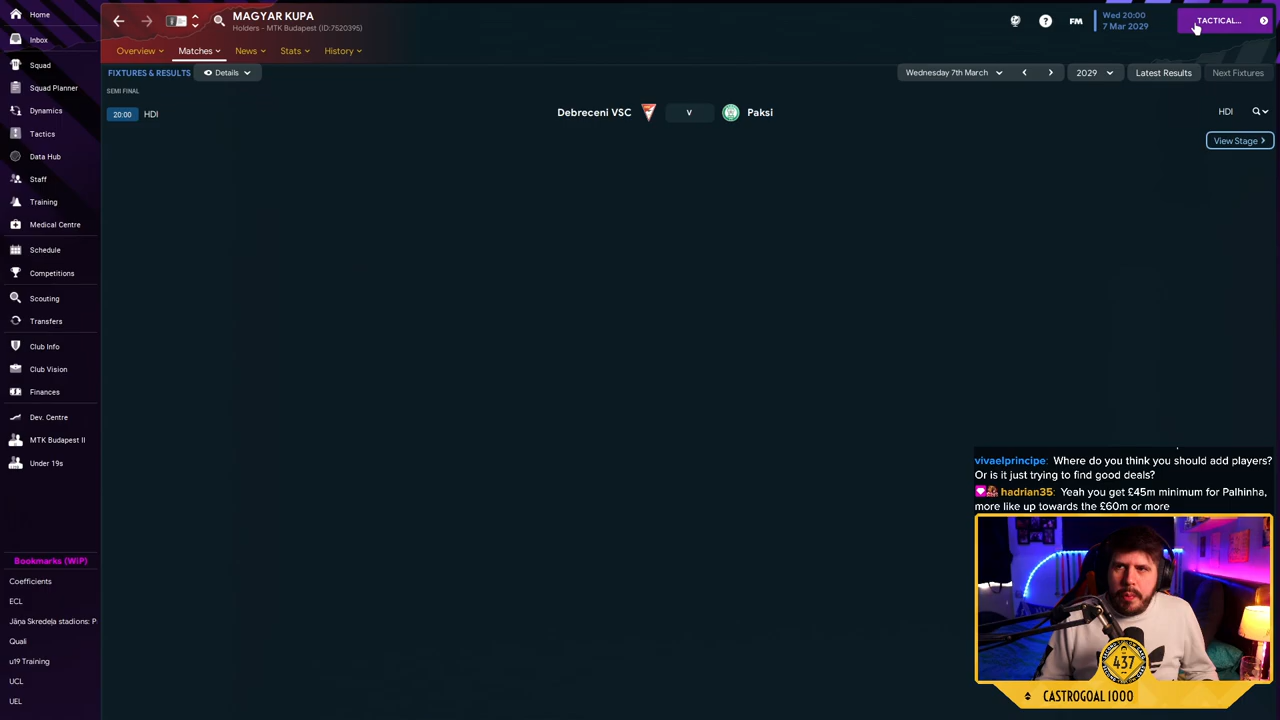 Home
Inbox
Squad
Squad Planner
Dynamics
Tactics
Data Hub
Staff
Training
Medical Centre
Schedule
Competitions
Scouting
Transfers
Club Info
Club Vision
Finances
Dev. Centre
MTK Budapest II
Under 19s
Bookmarks (WiP)
Coefficients
ECL
Jāņa Skredeļa stadions: P
Quali
u19 Training
UCL
UEL
MAGYAR KUPA
Holders - MTK Budapest (ID:7520395)
FM
Wed 20:00
7 Mar 2029
TACTICAL...
Overview Matches News Stats History
FIXTURES & RESULTS Details Wednesday 7th March 2029 Latest Results Next Fixtures
SEMI FINAL
20:00 HDI Debreceni VSC V Paksi HDI
View Stage
vivaelprincipe: Where do you think you should add players?
Or is it just trying to find good deals?
hadrian35: Yeah you get £45m minimum for Palhinha,
more like up towards the £60m or more
437
CASTROGOAL 1000